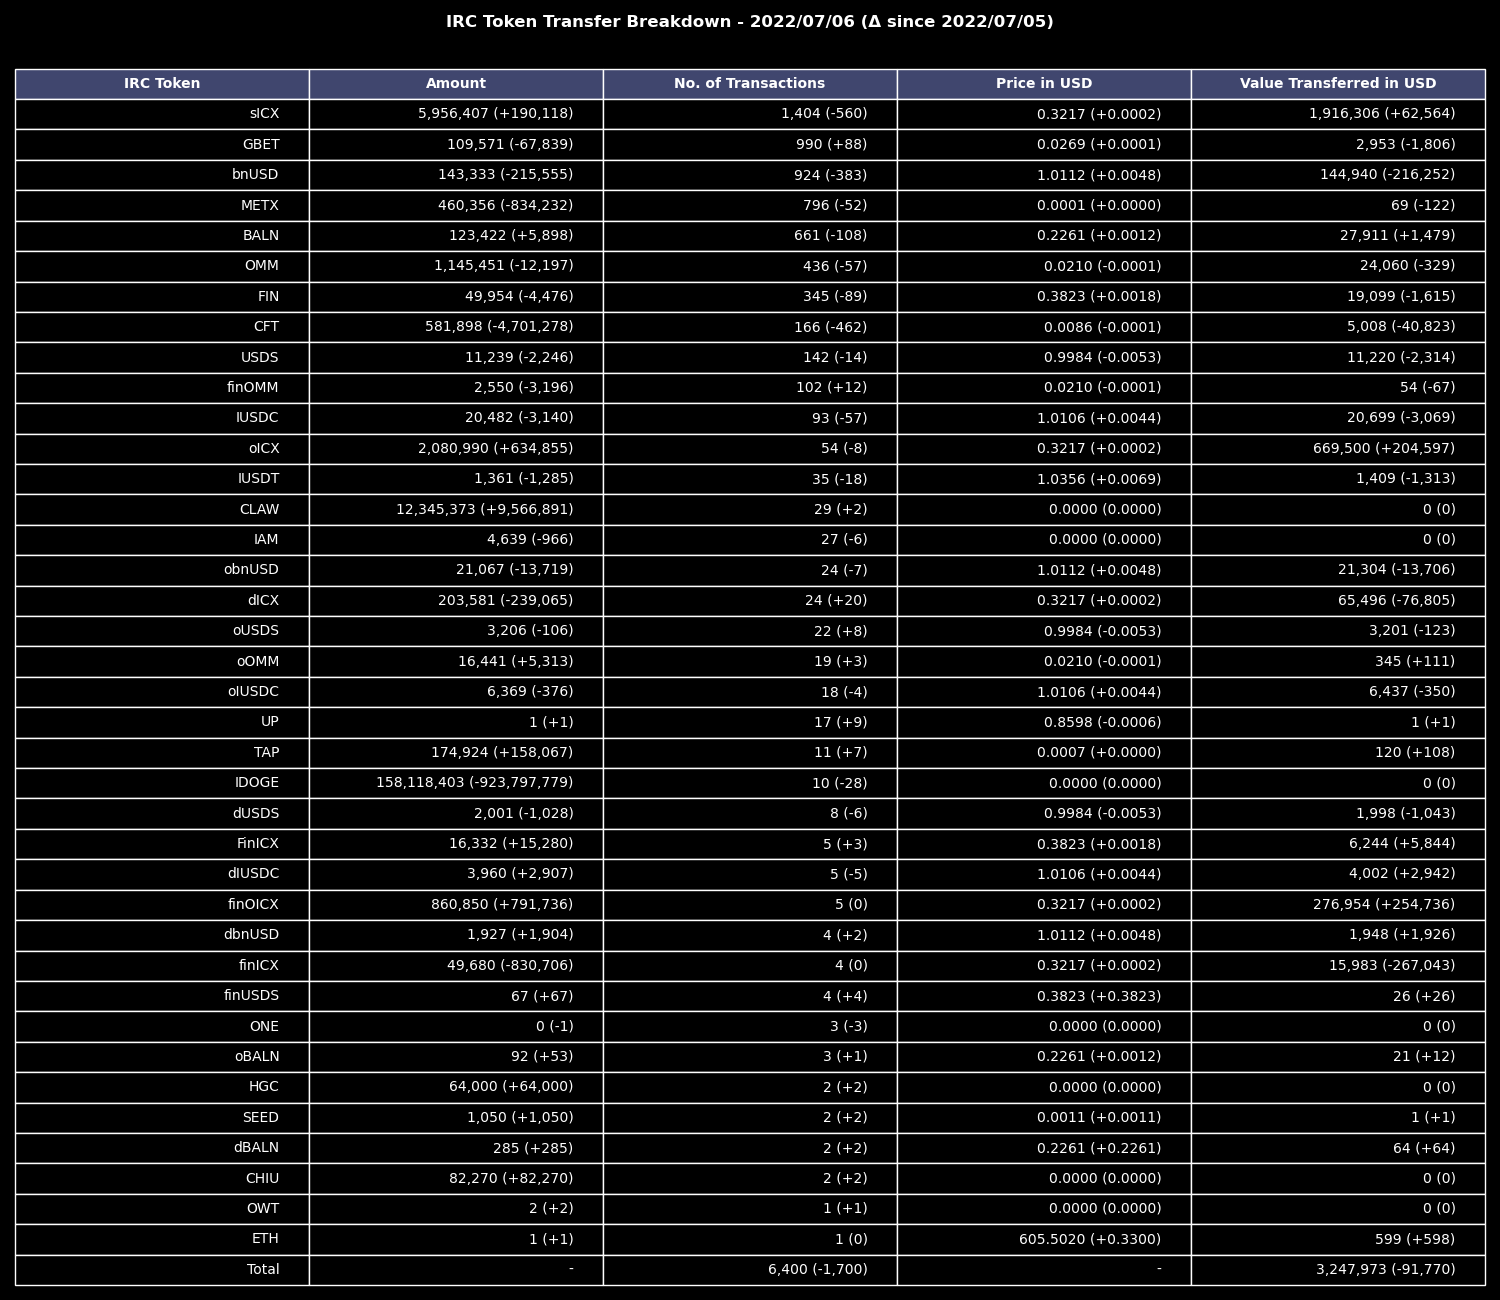 IRC Token Transfer Breakdown - 2022/07/06 (Δ since 2022/07/05)
IRC Token Amount No. of Transactions Price in USD Value Transferred in USD
sICX 5,956,407 (+190,118) 1,404 (-560) 0.3217 (+0.0002) 1,916,306 (+62,564)
GBET 109,571 (-67,839) 990 (+88) 0.0269 (+0.0001) 2,953 (-1,806)
bnUSD 143,333 (-215,555) 924 (-383) 1.0112 (+0.0048) 144,940 (-216,252)
METX 460,356 (-834,232) 796 (-52) 0.0001 (+0.0000) 69 (-122)
BALN 123,422 (+5,898) 661 (-108) 0.2261 (+0.0012) 27,911 (+1,479)
OMM 1,145,451 (-12,197) 436 (-57) 0.0210 (-0.0001) 24,060 (-329)
FIN 49,954 (-4,476) 345 (-89) 0.3823 (+0.0018) 19,099 (-1,615)
CFT 581,898 (-4,701,278) 166 (-462) 0.0086 (-0.0001) 5,008 (-40,823)
USDS 11,239 (-2,246) 142 (-14) 0.9984 (-0.0053) 11,220 (-2,314)
finOMM 2,550 (-3,196) 102 (+12) 0.0210 (-0.0001) 54 (-67)
IUSDC 20,482 (-3,140) 93 (-57) 1.0106 (+0.0044) 20,699 (-3,069)
oICX 2,080,990 (+634,855) 54 (-8) 0.3217 (+0.0002) 669,500 (+204,597)
IUSDT 1,361 (-1,285) 35 (-18) 1.0356 (+0.0069) 1,409 (-1,313)
CLAW 12,345,373 (+9,566,891) 29 (+2) 0.0000 (0.0000) 0 (0)
IAM 4,639 (-966) 27 (-6) 0.0000 (0.0000) 0 (0)
obnUSD 21,067 (-13,719) 24 (-7) 1.0112 (+0.0048) 21,304 (-13,706)
dICX 203,581 (-239,065) 24 (+20) 0.3217 (+0.0002) 65,496 (-76,805)
oUSDS 3,206 (-106) 22 (+8) 0.9984 (-0.0053) 3,201 (-123)
oOMM 16,441 (+5,313) 19 (+3) 0.0210 (-0.0001) 345 (+111)
oIUSDC 6,369 (-376) 18 (-4) 1.0106 (+0.0044) 6,437 (-350)
UP 1 (+1) 17 (+9) 0.8598 (-0.0006) 1 (+1)
TAP 174,924 (+158,067) 11 (+7) 0.0007 (+0.0000) 120 (+108)
IDOGE 158,118,403 (-923,797,779) 10 (-28) 0.0000 (0.0000) 0 (0)
dUSDS 2,001 (-1,028) 8 (-6) 0.9984 (-0.0053) 1,998 (-1,043)
FinICX 16,332 (+15,280) 5 (+3) 0.3823 (+0.0018) 6,244 (+5,844)
dIUSDC 3,960 (+2,907) 5 (-5) 1.0106 (+0.0044) 4,002 (+2,942)
finOICX 860,850 (+791,736) 5 (0) 0.3217 (+0.0002) 276,954 (+254,736)
dbnUSD 1,927 (+1,904) 4 (+2) 1.0112 (+0.0048) 1,948 (+1,926)
finICX 49,680 (-830,706) 4 (0) 0.3217 (+0.0002) 15,983 (-267,043)
finUSDS 67 (+67) 4 (+4) 0.3823 (+0.3823) 26 (+26)
ONE 0 (-1) 3 (-3) 0.0000 (0.0000) 0 (0)
oBALN 92 (+53) 3 (+1) 0.2261 (+0.0012) 21 (+12)
HGC 64,000 (+64,000) 2 (+2) 0.0000 (0.0000) 0 (0)
SEED 1,050 (+1,050) 2 (+2) 0.0011 (+0.0011) 1 (+1)
dBALN 285 (+285) 2 (+2) 0.2261 (+0.2261) 64 (+64)
CHIU 82,270 (+82,270) 2 (+2) 0.0000 (0.0000) 0 (0)
OWT 2 (+2) 1 (+1) 0.0000 (0.0000) 0 (0)
ETH 1 (+1) 1 (0) 605.5020 (+0.3300) 599 (+598)
Total - 6,400 (-1,700) - 3,247,973 (-91,770)